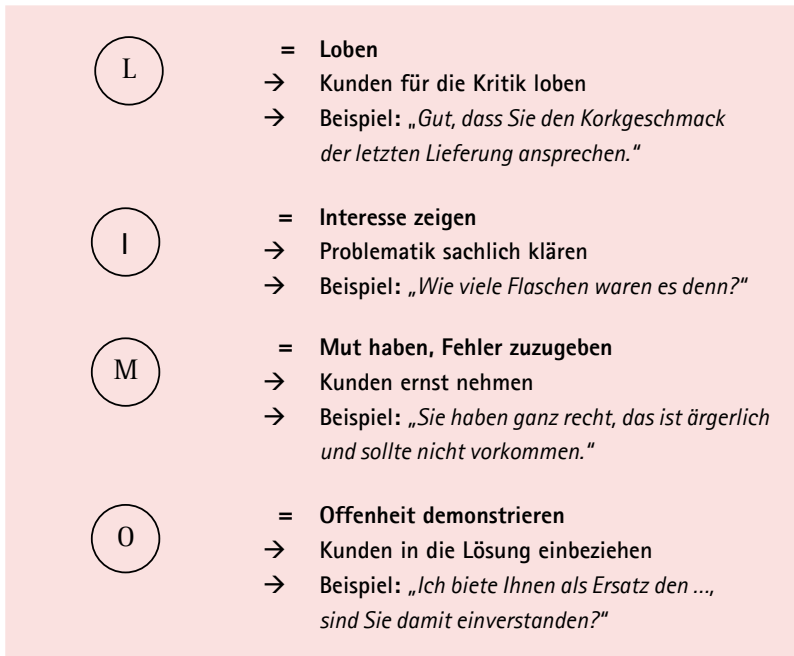 L = Loben
→ Kunden für die Kritik loben
→ Beispiel: „Gut, dass Sie den Korkgeschmack
der letzten Lieferung ansprechen.“
I = Interesse zeigen
→ Problematik sachlich klären
→ Beispiel: „Wie viele Flaschen waren es denn?“
M = Mut haben, Fehler zuzugeben
→ Kunden ernst nehmen
→ Beispiel: „Sie haben ganz recht, das ist ärgerlich
und sollte nicht vorkommen.“
O = Offenheit demonstrieren
→ Kunden in die Lösung einbeziehen
→ Beispiel: „Ich biete Ihnen als Ersatz den ...,
sind Sie damit einverstanden?“